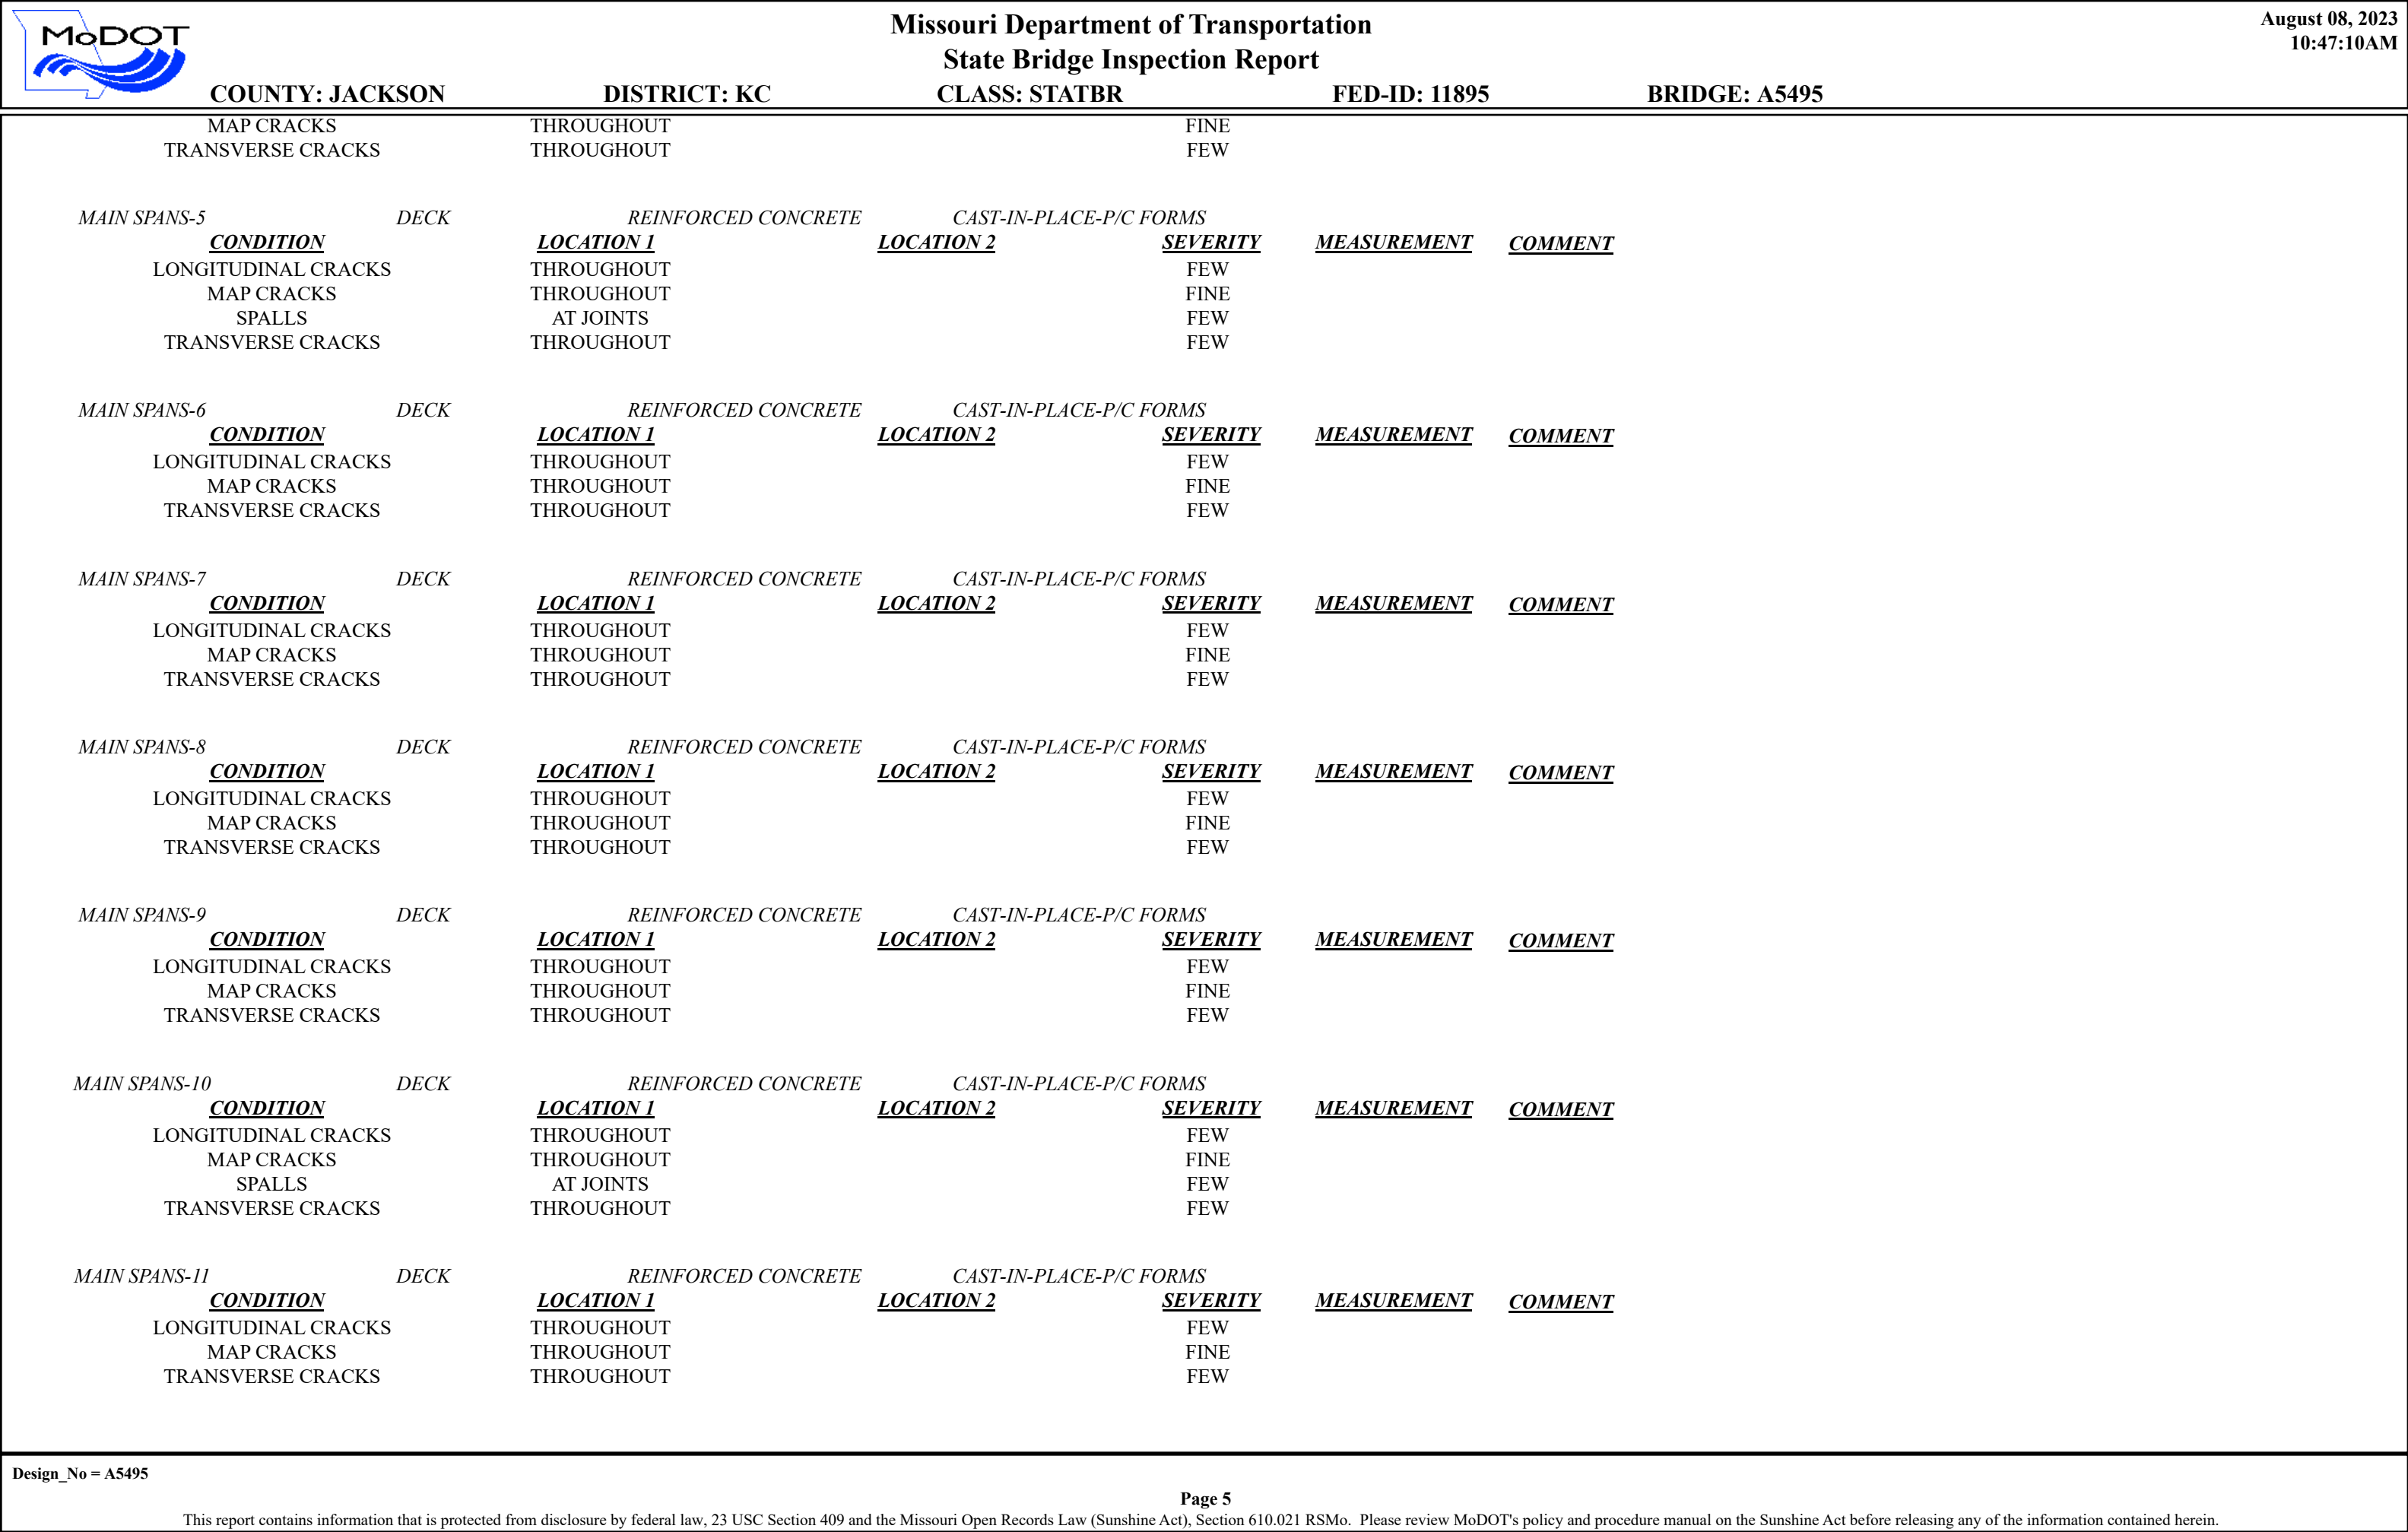 MoDOT
Missouri Department of Transportation
State Bridge Inspection Report
August 08, 2023
10:47:10AM
COUNTY: JACKSON DISTRICT: KC CLASS: STATBR FED-ID: 11895 BRIDGE: A5495
MAP CRACKS THROUGHOUT FINE
TRANSVERSE CRACKS THROUGHOUT FEW
MAIN SPANS-5 DECK REINFORCED CONCRETE CAST-IN-PLACE-P/C FORMS
CONDITION LOCATION 1 LOCATION 2 SEVERITY MEASUREMENT COMMENT
LONGITUDINAL CRACKS THROUGHOUT FEW
MAP CRACKS THROUGHOUT FINE
SPALLS AT JOINTS FEW
TRANSVERSE CRACKS THROUGHOUT FEW
MAIN SPANS-6 DECK REINFORCED CONCRETE CAST-IN-PLACE-P/C FORMS
CONDITION LOCATION 1 LOCATION 2 SEVERITY MEASUREMENT COMMENT
LONGITUDINAL CRACKS THROUGHOUT FEW
MAP CRACKS THROUGHOUT FINE
TRANSVERSE CRACKS THROUGHOUT FEW
MAIN SPANS-7 DECK REINFORCED CONCRETE CAST-IN-PLACE-P/C FORMS
CONDITION LOCATION 1 LOCATION 2 SEVERITY MEASUREMENT COMMENT
LONGITUDINAL CRACKS THROUGHOUT FEW
MAP CRACKS THROUGHOUT FINE
TRANSVERSE CRACKS THROUGHOUT FEW
MAIN SPANS-8 DECK REINFORCED CONCRETE CAST-IN-PLACE-P/C FORMS
CONDITION LOCATION 1 LOCATION 2 SEVERITY MEASUREMENT COMMENT
LONGITUDINAL CRACKS THROUGHOUT FEW
MAP CRACKS THROUGHOUT FINE
TRANSVERSE CRACKS THROUGHOUT FEW
MAIN SPANS-9 DECK REINFORCED CONCRETE CAST-IN-PLACE-P/C FORMS
CONDITION LOCATION 1 LOCATION 2 SEVERITY MEASUREMENT COMMENT
LONGITUDINAL CRACKS THROUGHOUT FEW
MAP CRACKS THROUGHOUT FINE
TRANSVERSE CRACKS THROUGHOUT FEW
MAIN SPANS-10 DECK REINFORCED CONCRETE CAST-IN-PLACE-P/C FORMS
CONDITION LOCATION 1 LOCATION 2 SEVERITY MEASUREMENT COMMENT
LONGITUDINAL CRACKS THROUGHOUT FEW
MAP CRACKS THROUGHOUT FINE
SPALLS AT JOINTS FEW
TRANSVERSE CRACKS THROUGHOUT FEW
MAIN SPANS-11 DECK REINFORCED CONCRETE CAST-IN-PLACE-P/C FORMS
CONDITION LOCATION 1 LOCATION 2 SEVERITY MEASUREMENT COMMENT
LONGITUDINAL CRACKS THROUGHOUT FEW
MAP CRACKS THROUGHOUT FINE
TRANSVERSE CRACKS THROUGHOUT FEW
Design_No = A5495
Page 5
This report contains information that is protected from disclosure by federal law, 23 USC Section 409 and the Missouri Open Records Law (Sunshine Act), Section 610.021 RSMo. Please review MoDOT's policy and procedure manual on the Sunshine Act before releasing any of the information contained herein.